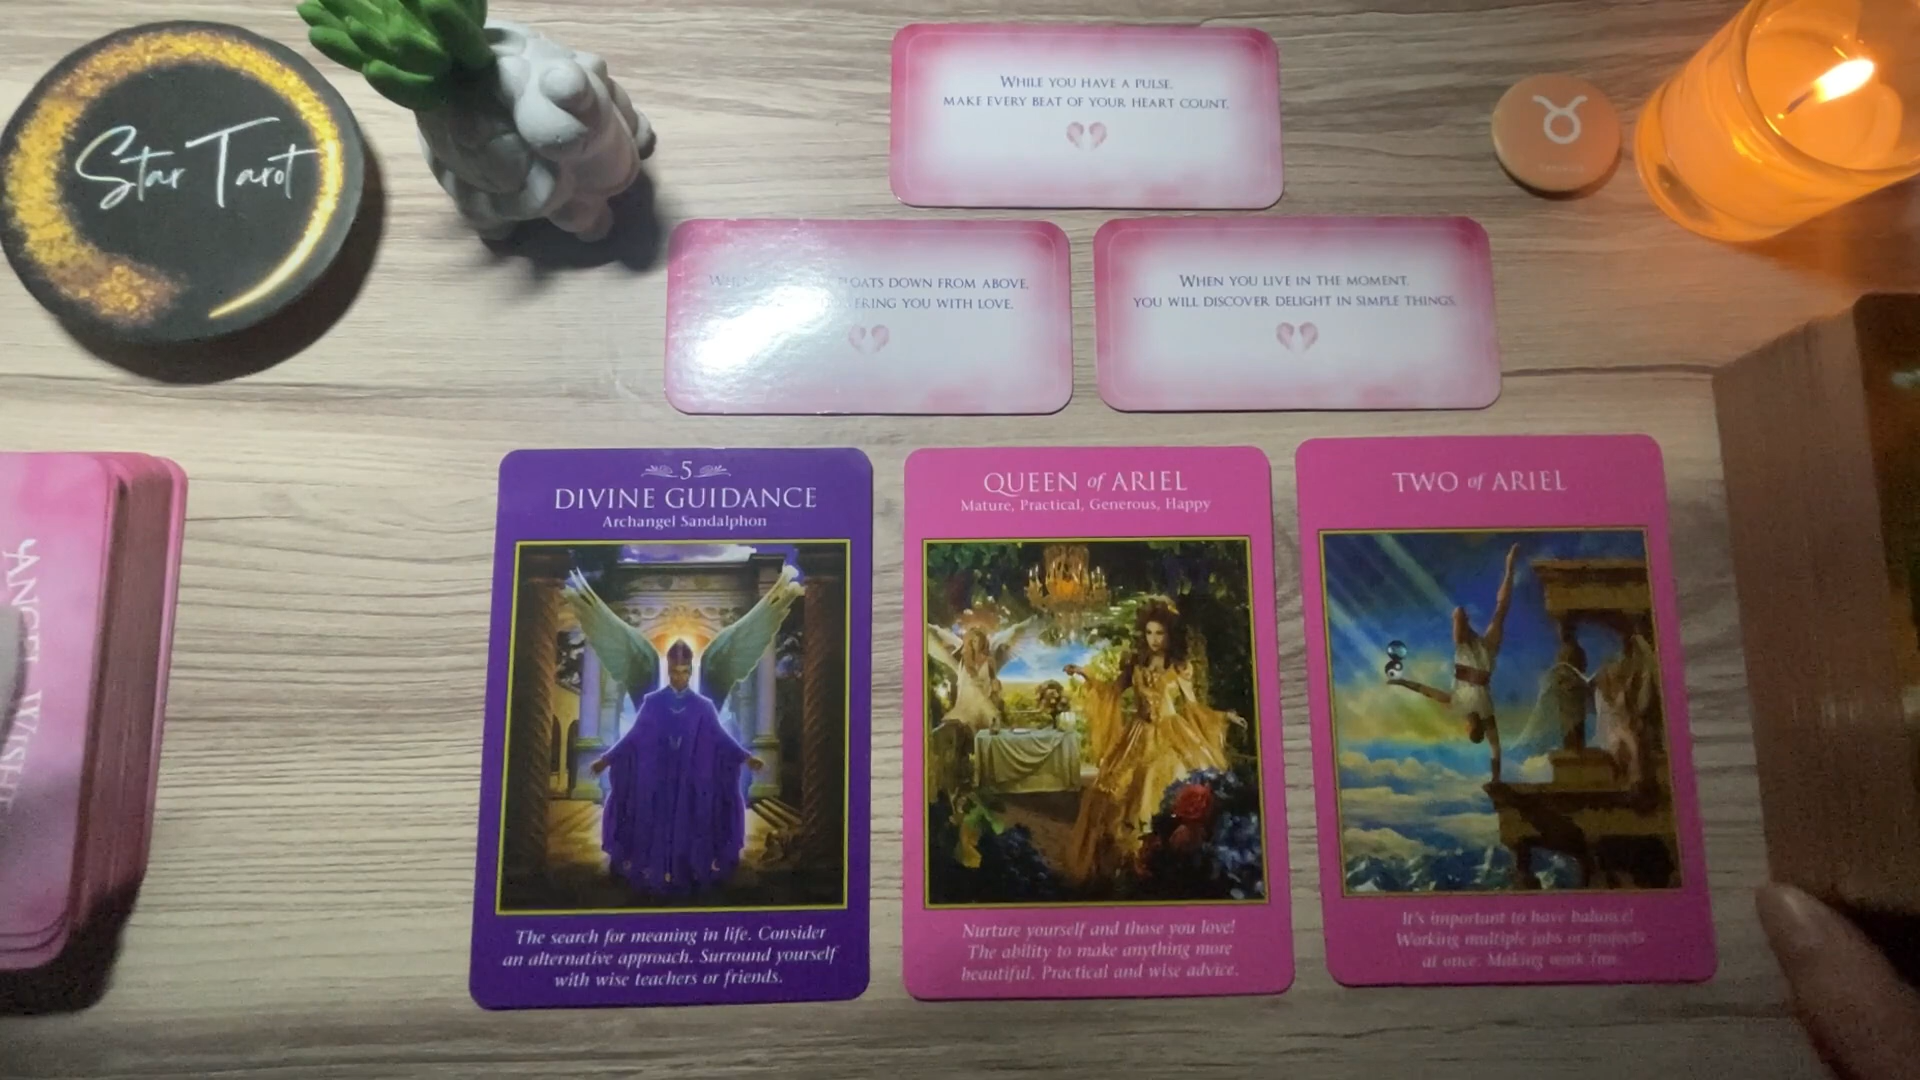 Star Tarot
WHILE YOU HAVE A PULSE,
MAKE EVERY BEAT OF YOUR HEART COUNT.
FLOATS DOWN FROM ABOVE,
YOU WITH LOVE.
WHEN YOU LIVE IN THE MOMENT,
YOU WILL DISCOVER DELIGHT IN SIMPLE THINGS.
ANGEL WISHE
5
DIVINE GUIDANCE
Archangel Sandalphon
The search for meaning in life. Consider
an alternative approach. Surround yourself
with wise teachers or friends.
QUEEN of ARIEL
Mature, Practical, Generous, Happy
Nurture yourself and those you love!
The ability to make anything more
beautiful. Practical and wise advice.
TWO of ARIEL
It's important to have balance!
Working multiple jobs or projects
at once. Making work fun.